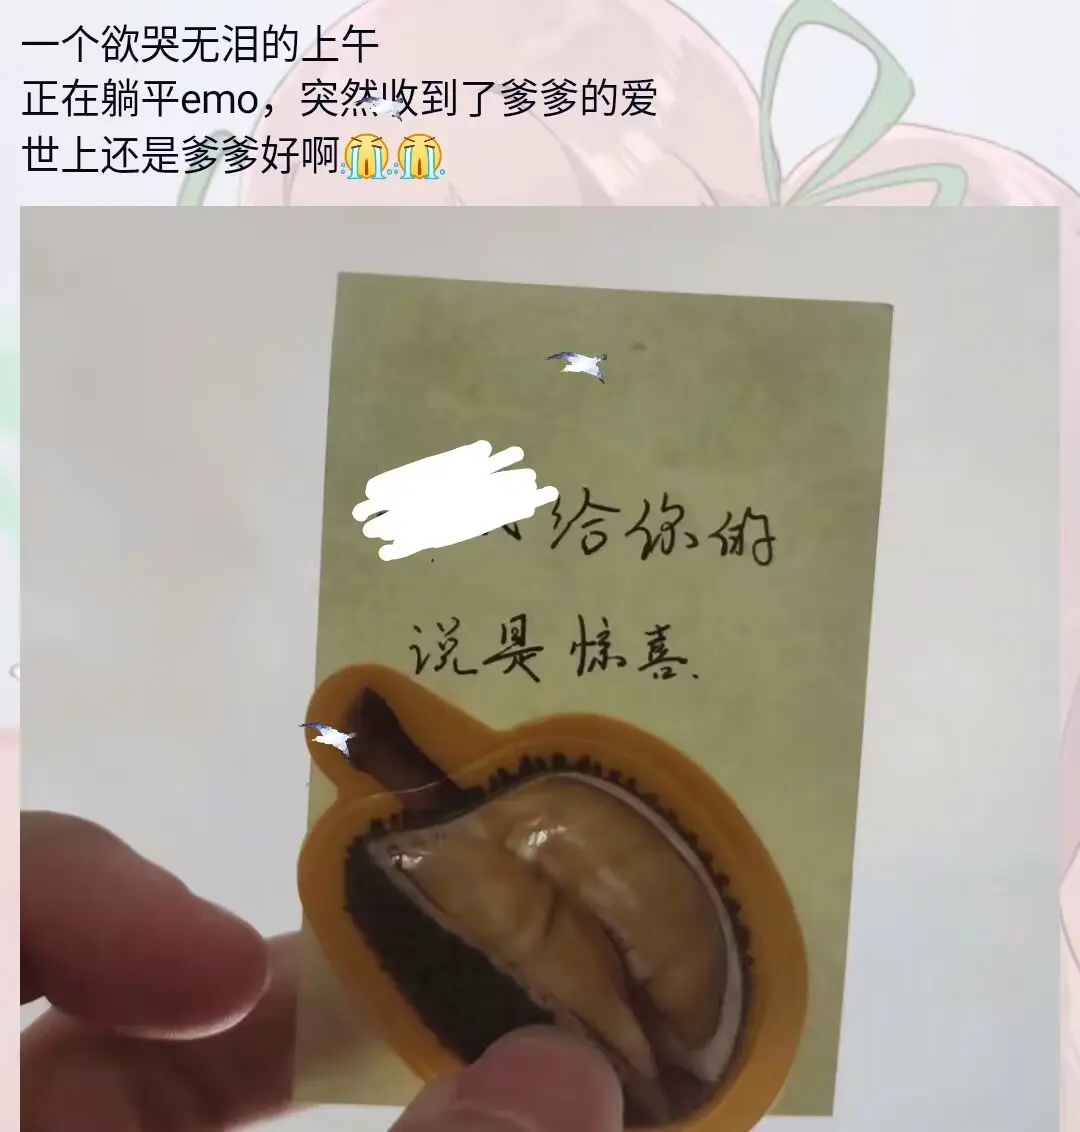 一个欲哭无泪的上午
正在躺平emo，突然收到了爹爹的爱
世上还是爹爹好啊😭😭
给你的
说是惊喜.